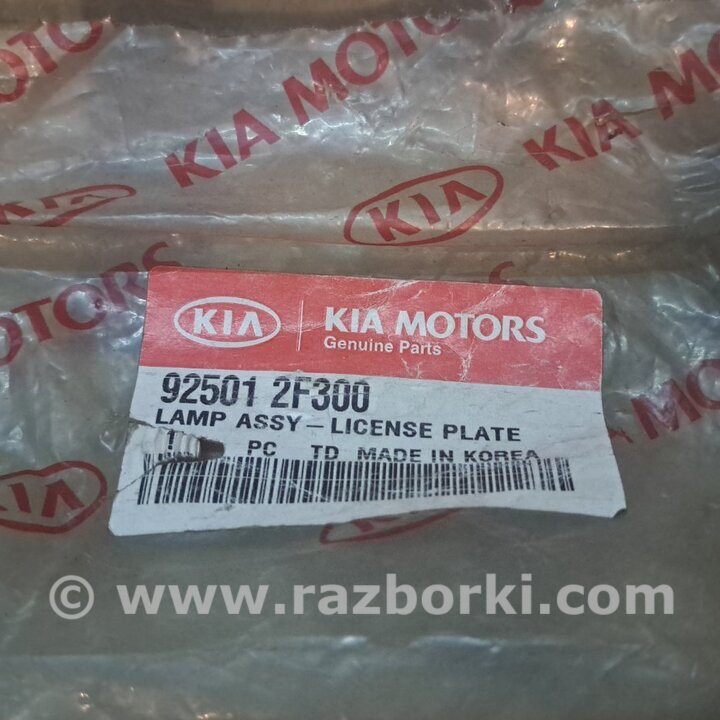 MOTORS
KIA MOTORS
KIA
KIA
KIA
MOTORS
KIA
KIA MOTORS
Genuine Parts
92501 2F300
LAMP ASSY-LICENSE PLATE
1 PC TD MADE IN KOREA
KIA
© www.razborki.com